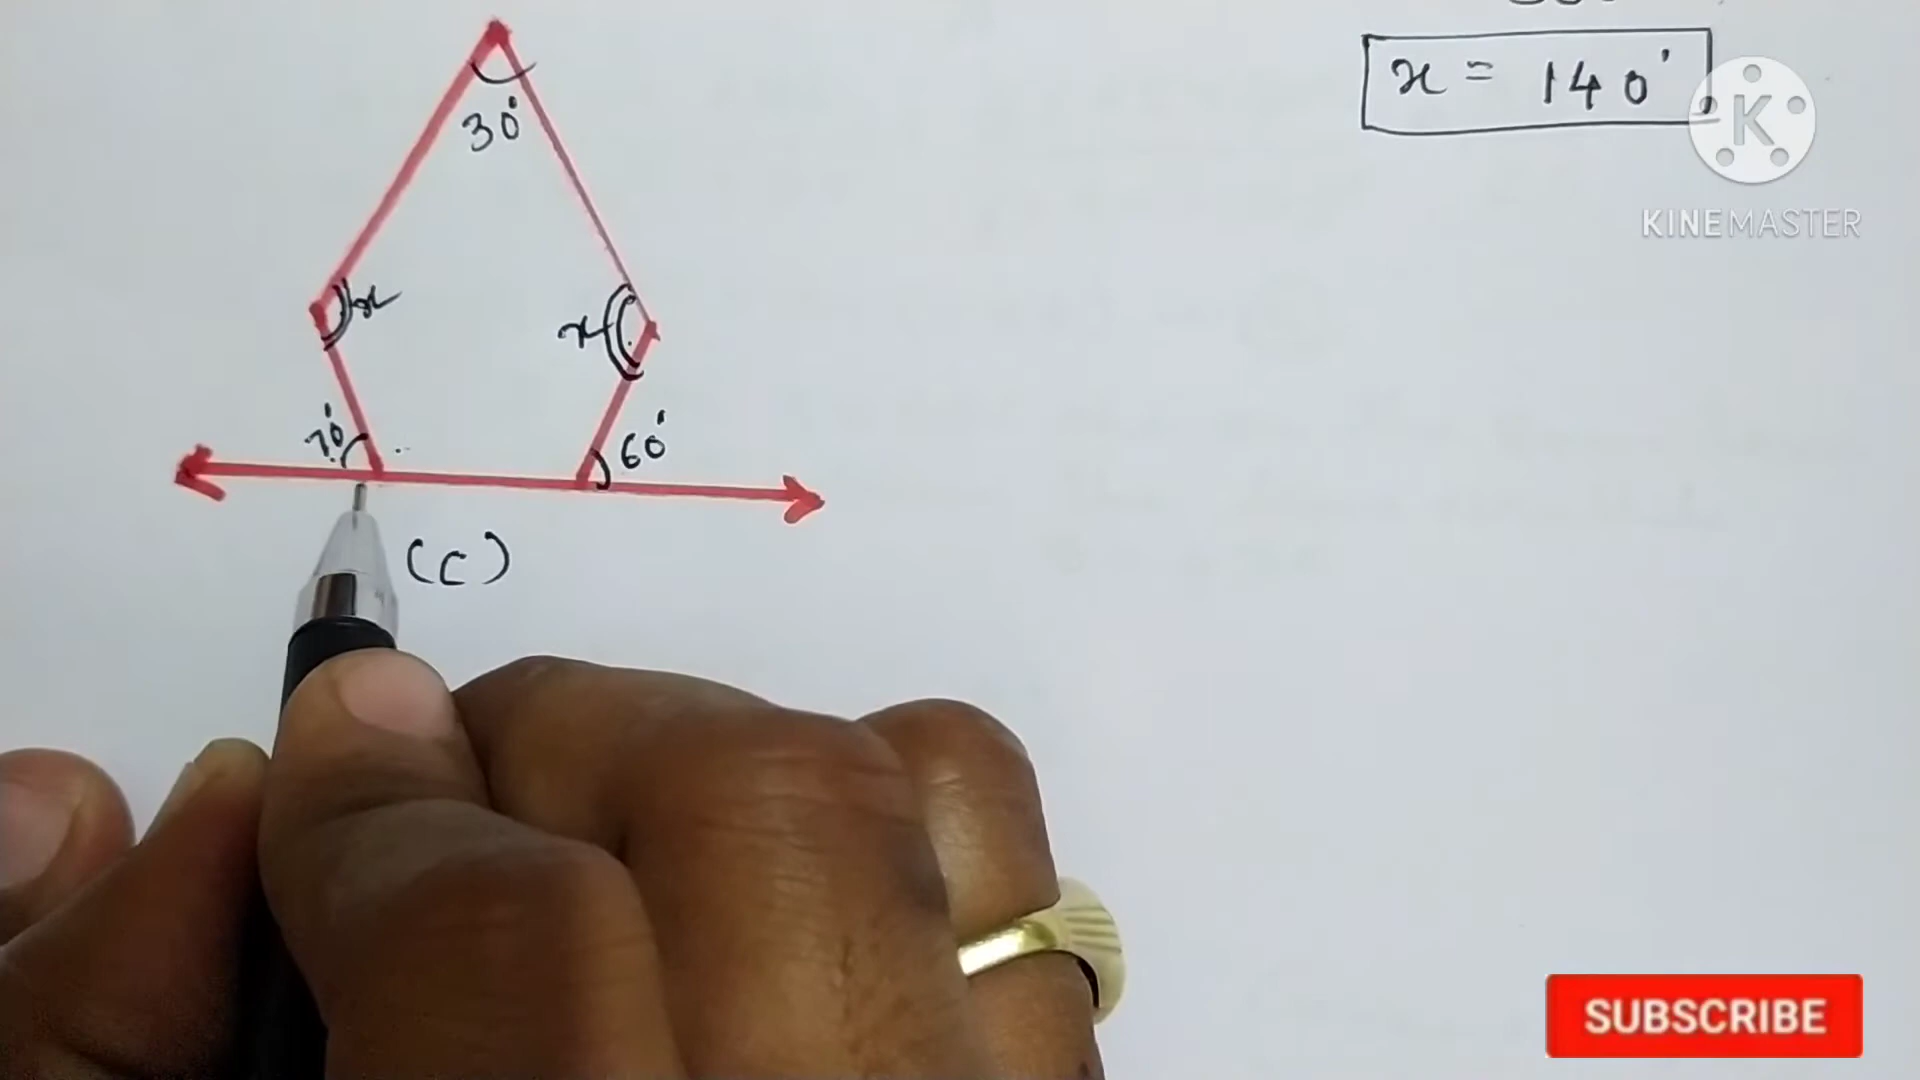 x = 140°
K
KINEMASTER
30°
x
x
70°
60°
(C)
SUBSCRIBE